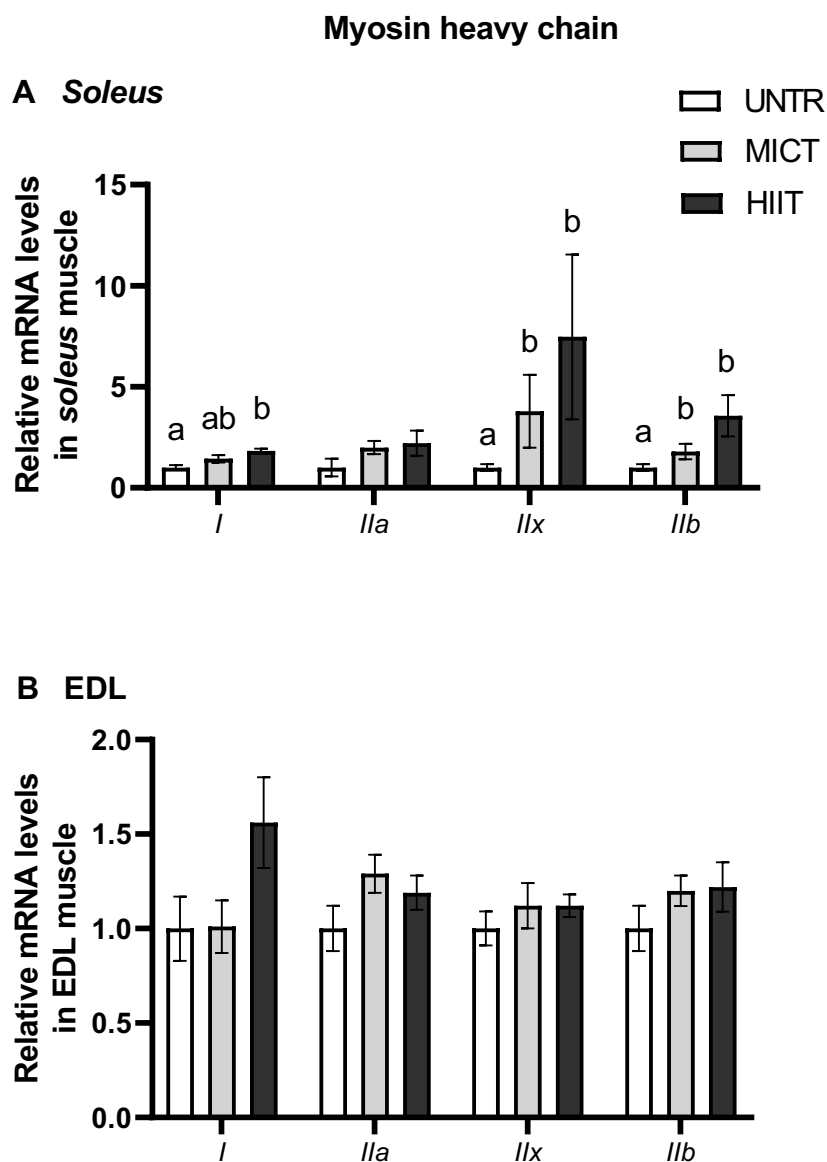 Myosin heavy chain
A Soleus
UNTR
MICT
HIIT
Relative mRNA levels
in soleus muscle
15
10
5
0
a
ab
b
a
b
b
a
b
b
I
IIa
IIx
IIb
B EDL
Relative mRNA levels
in EDL muscle
2.0
1.5
1.0
0.5
0.0
I
IIa
IIx
IIb